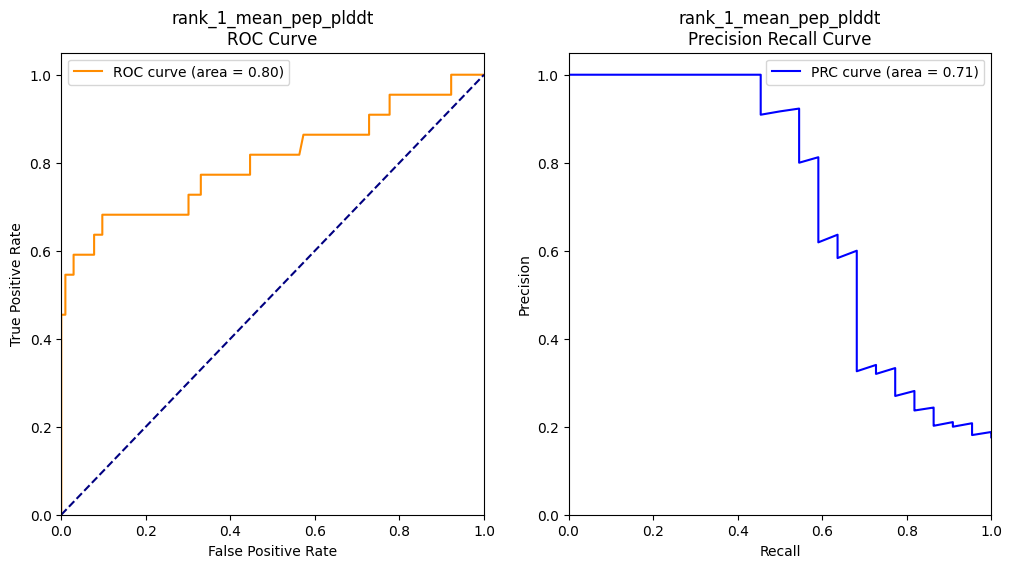 rank_1_mean_pep_plddt
ROC Curve
ROC curve (area = 0.80)
1.0
0.8
0.6
0.4
0.2
0.0
True Positive Rate
0.0 0.2 0.4 0.6 0.8 1.0
False Positive Rate
rank_1_mean_pep_plddt
Precision Recall Curve
PRC curve (area = 0.71)
1.0
0.8
0.6
0.4
0.2
0.0
Precision
0.0 0.2 0.4 0.6 0.8 1.0
Recall